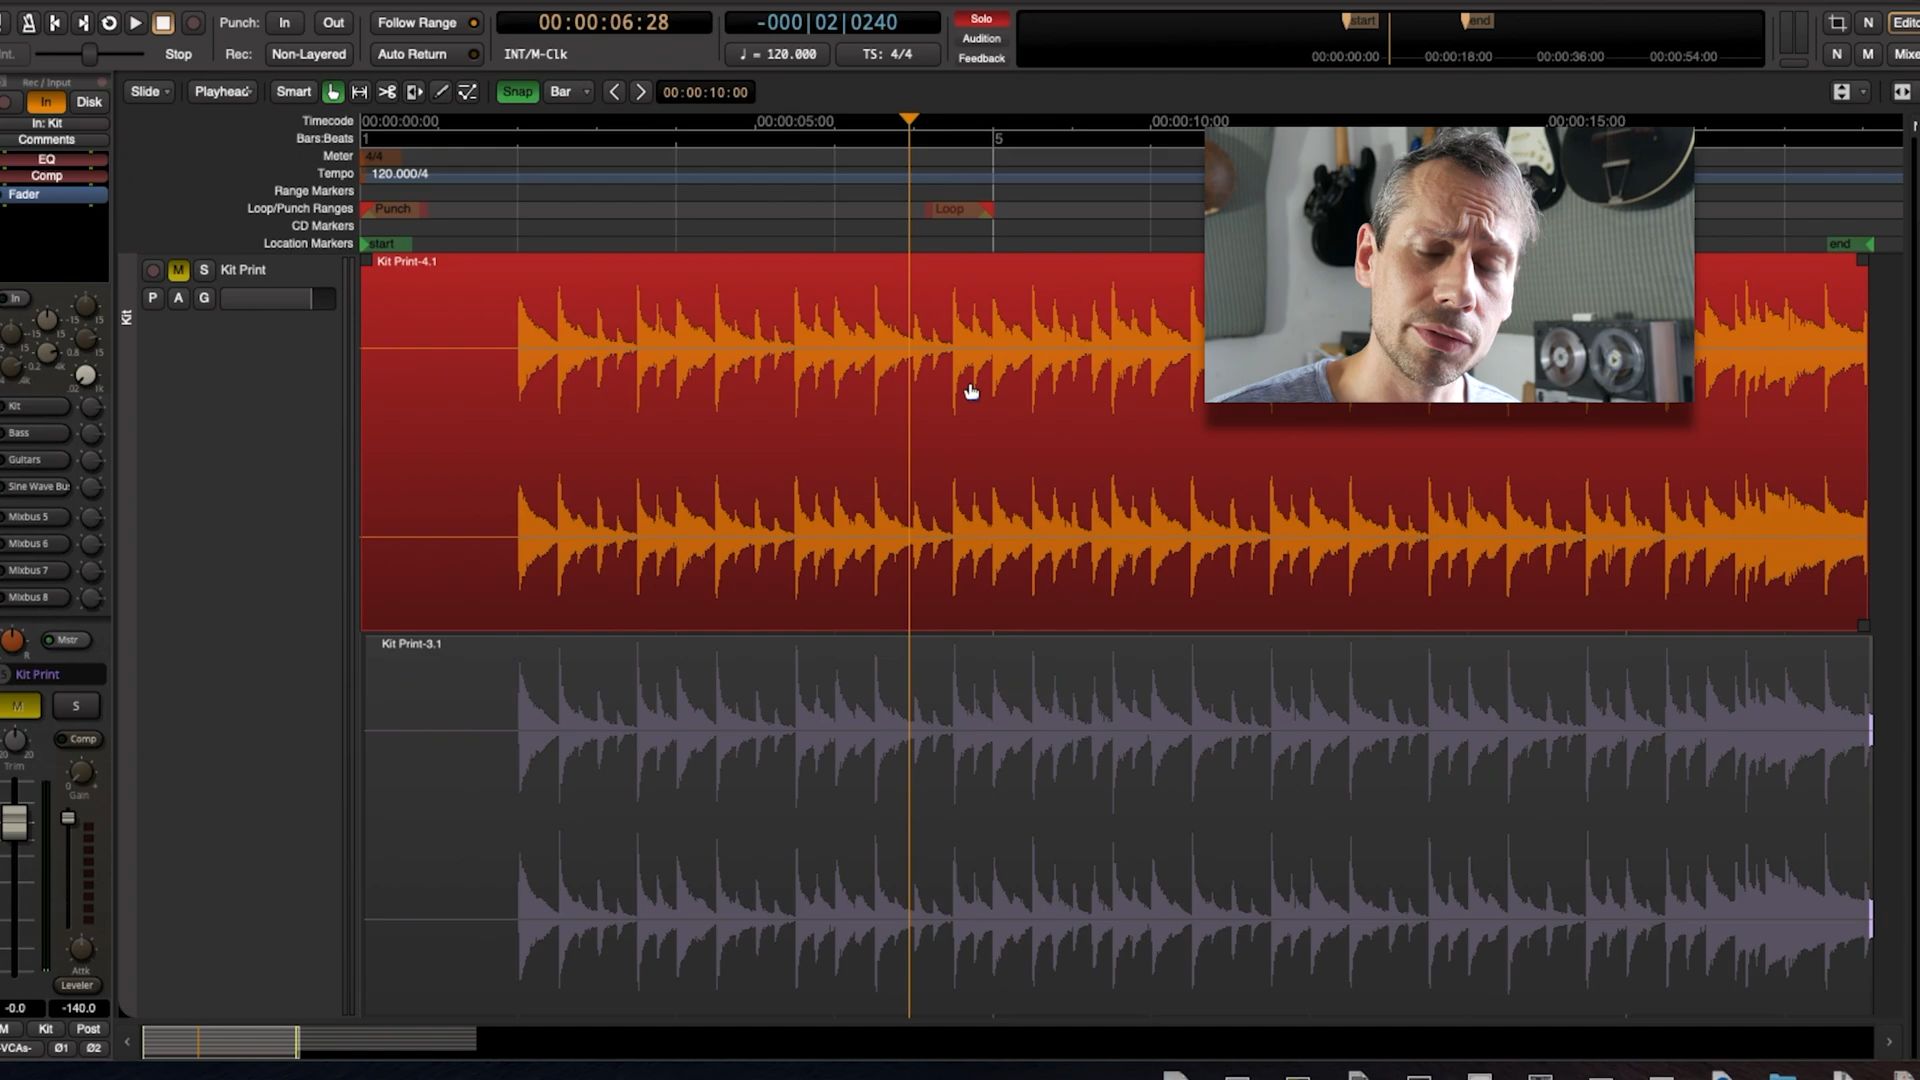 Punch: In Out Follow Range 00:00:06:28 -000|02|0240 Solo start end Edito
Audition
Int. Stop Rec: Non-Layered Auto Return INT/M-Clk ♩ = 120.000 TS: 4/4 Feedback 00:00:00:00 00:00:18:00 00:00:36:00 00:00:54:00 N M Mixe
N
Rec / Input
In Disk
In: Kit
Comments
EQ
Comp
Fader
Slide Playhead Smart Snap Bar 00:00:10:00
Timecode 00:00:00:00 00:00:05:00 00:00:10:00 00:00:15:00
Bars:Beats 1 5
Meter 4/4
Tempo 120.000/4
Range Markers
Loop/Punch Ranges Punch Loop
CD Markers
Location Markers start end
Kit
M S Kit Print
P A G
Kit Print-4.1
Kit Print-3.1
In
Kit
Bass
Guitars
Sine Wave Bu
Mixbus 5
Mixbus 6
Mixbus 7
Mixbus 8
Mstr
R
Kit Print
M S
Comp
Trim
Gain
Attk
Leveler
-0.0 -140.0
M Kit Post
-VCAs- Ø1 Ø2